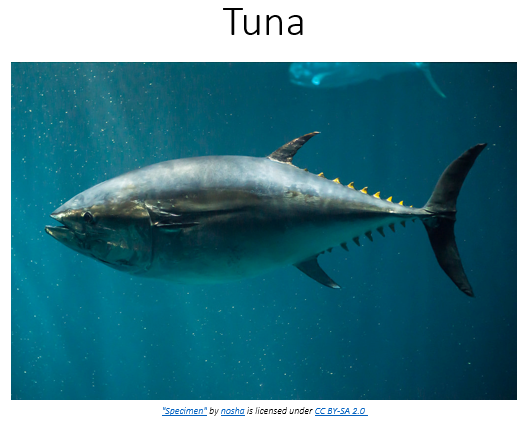 Tuna
"Specimen" by nosha is licensed under CC BY-SA 2.0